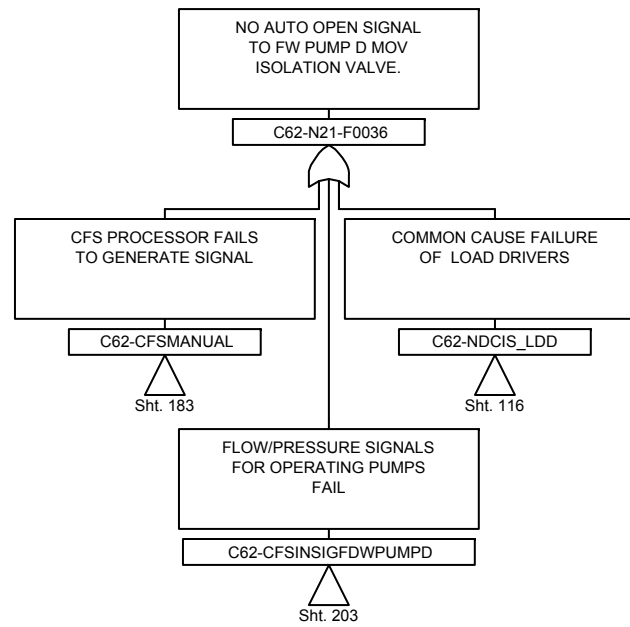 NO AUTO OPEN SIGNAL
TO FW PUMP D MOV
ISOLATION VALVE.
C62-N21-F0036
CFS PROCESSOR FAILS
TO GENERATE SIGNAL
C62-CFSMANUAL
Sht. 183
COMMON CAUSE FAILURE
OF LOAD DRIVERS
C62-NDCIS_LDD
Sht. 116
FLOW/PRESSURE SIGNALS
FOR OPERATING PUMPS
FAIL
C62-CFSINSIGFDWPUMPD
Sht. 203